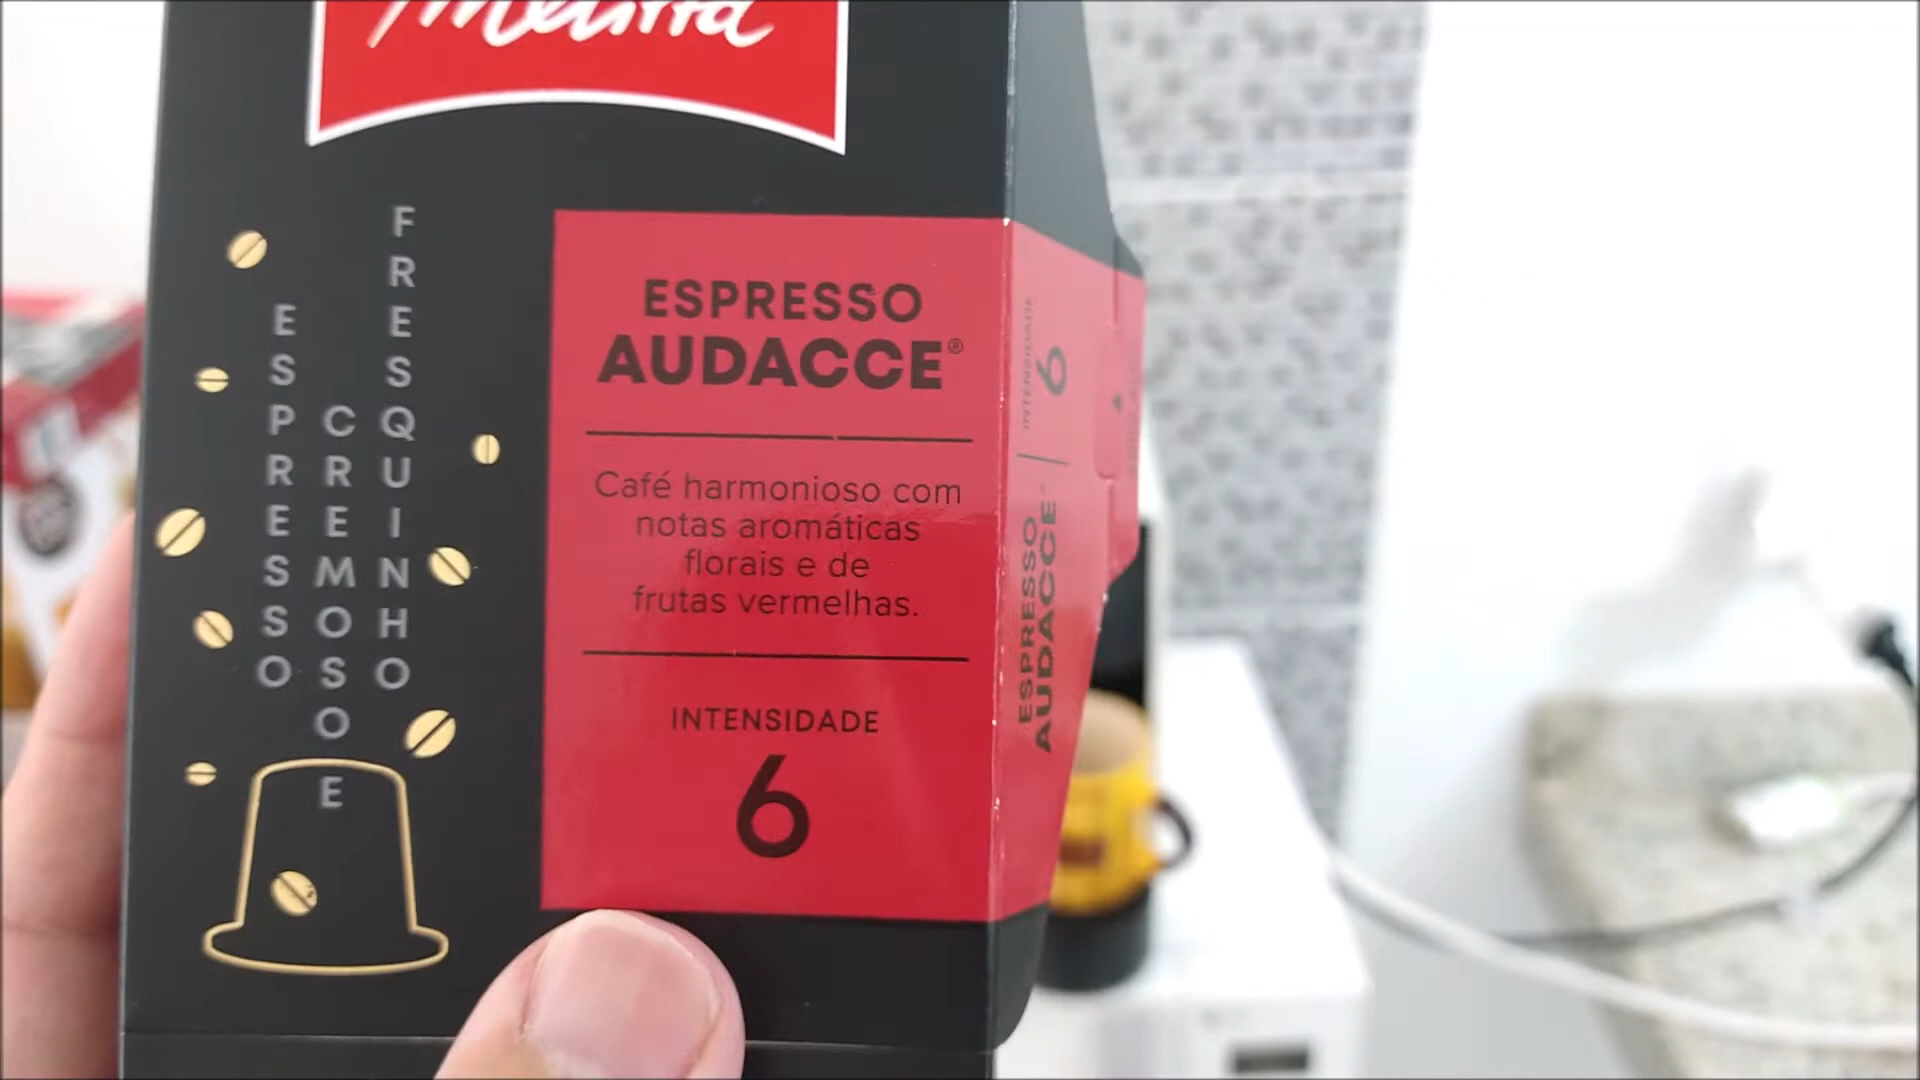 Melitta
FRESQUINHO
ESPRESSO
CREMOSO E
ESPRESSO
AUDACCE®
Café harmonioso com
notas aromáticas
florais e de
frutas vermelhas.
INTENSIDADE
6
INTENSIDADE
6
ESPRESSO
AUDACCE